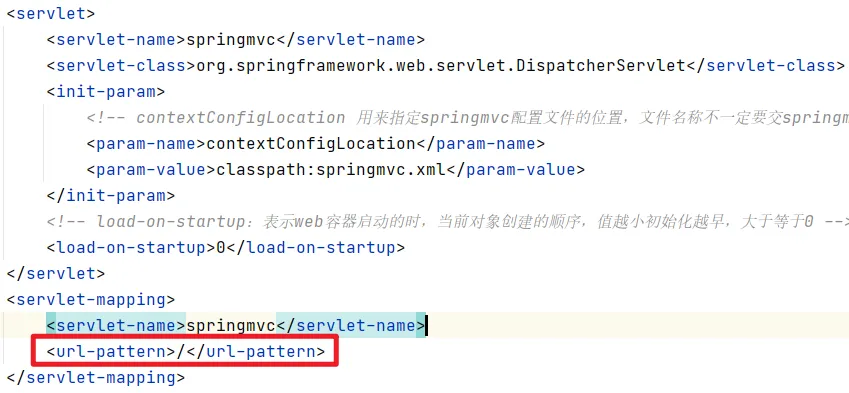 <servlet>
<servlet-name>springmvc</servlet-name>
<servlet-class>org.springframework.web.servlet.DispatcherServlet</servlet-class>
<init-param>
<!-- contextConfigLocation 用来指定springmvc配置文件的位置，文件名称不一定要交springm
<param-name>contextConfigLocation</param-name>
<param-value>classpath:springmvc.xml</param-value>
</init-param>
<!-- load-on-startup：表示web容器启动的时，当前对象创建的顺序，值越小初始化越早，大于等于0 -->
<load-on-startup>0</load-on-startup>
</servlet>
<servlet-mapping>
<servlet-name>springmvc</servlet-name>
<url-pattern>/</url-pattern>
</servlet-mapping>